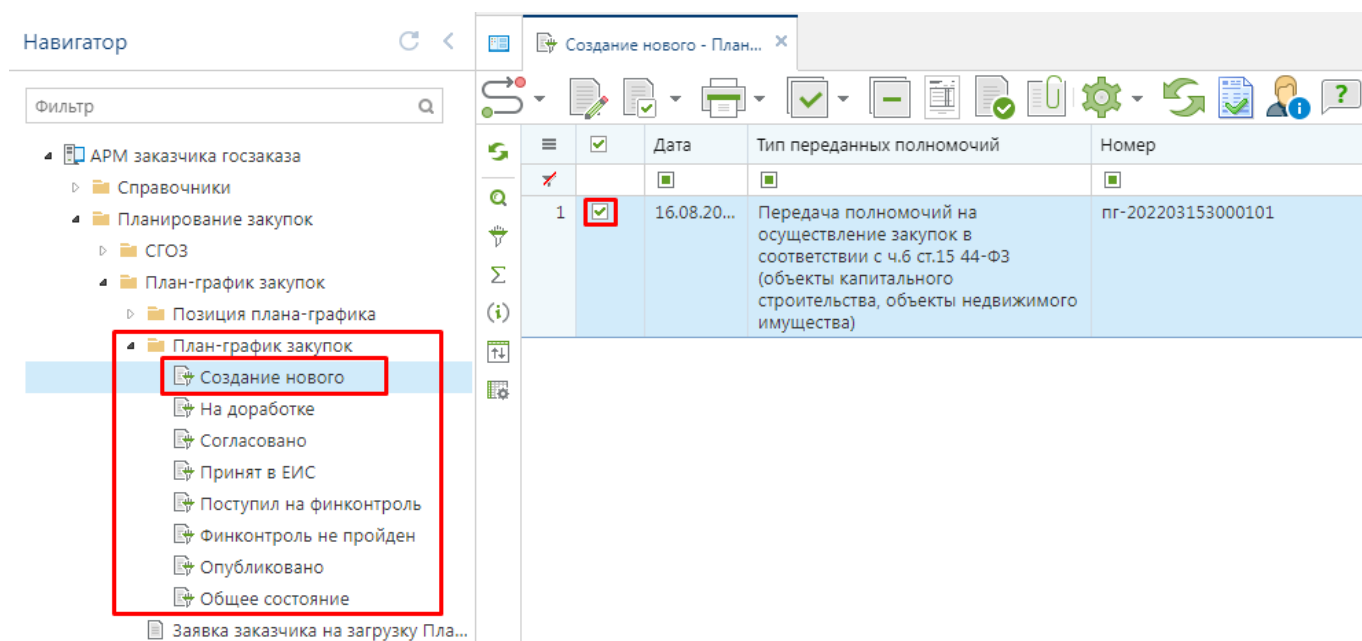 Навигатор
Создание нового - План...
Фильтр
АРМ заказчика госзаказа
Справочники
Планирование закупок
СГОЗ
План-график закупок
Позиция плана-графика
План-график закупок
Создание нового
На доработке
Согласовано
Принят в ЕИС
Поступил на финконтроль
Финконтроль не пройден
Опубликовано
Общее состояние
Заявка заказчика на загрузку Пла...
Дата
Тип переданных полномочий
Номер
1
16.08.20...
Передача полномочий на
осуществление закупок в
соответствии с ч.6 ст.15 44-ФЗ
(объекты капитального
строительства, объекты недвижимого
имущества)
пг-202203153000101